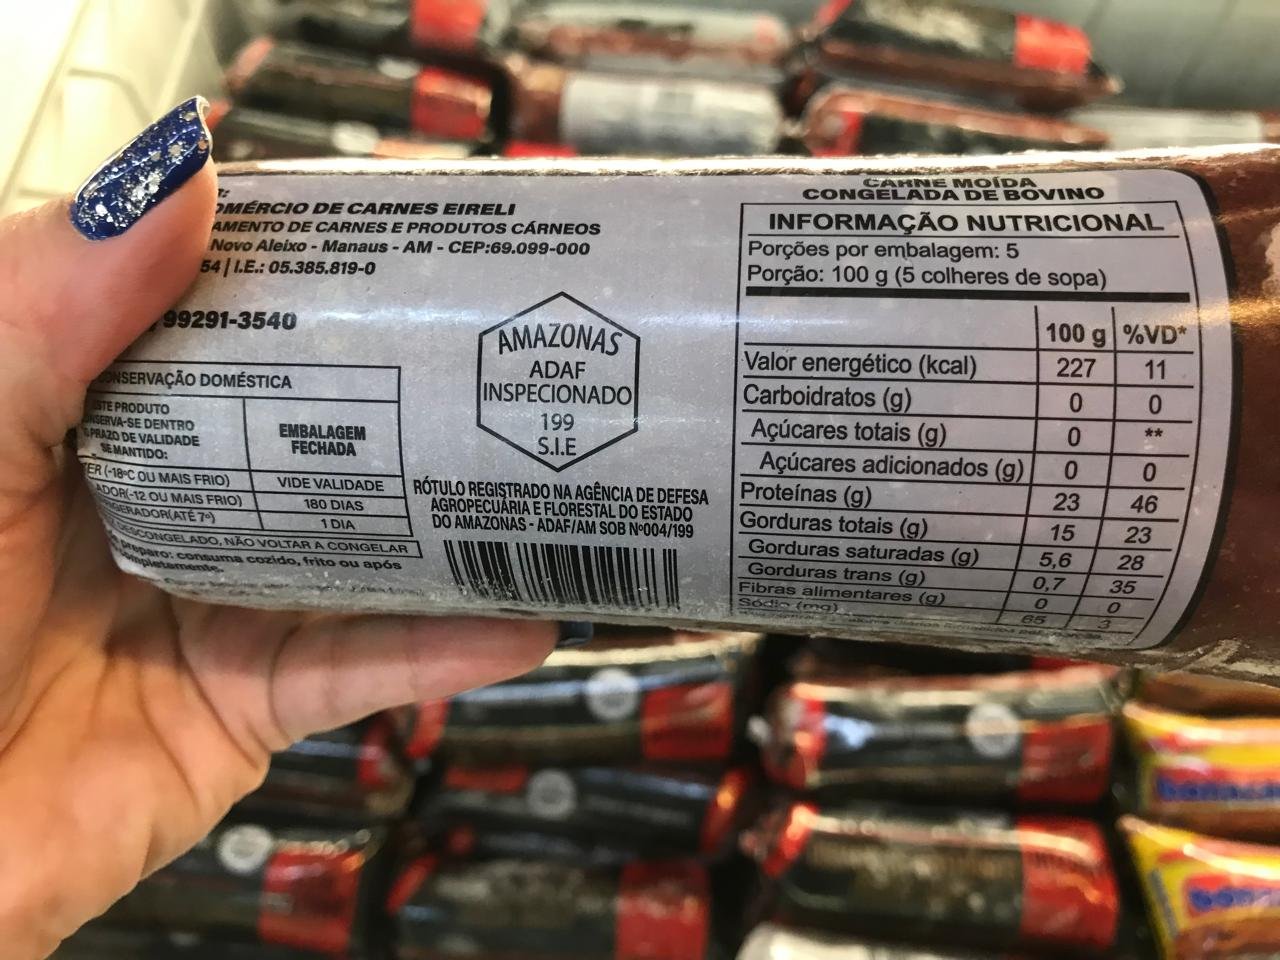 OMÉRCIO DE CARNES EIRELI
AMENTO DE CARNES E PRODUTOS CÁRNEOS
Novo Aleixo - Manaus - AM - CEP:69.099-000
54 | I.E.: 05.385.819-0
99291-3540
ONSERVAÇÃO DOMÉSTICA
STE PRODUTO
NSERVA-SE DENTRO
PRAZO DE VALIDADE
SE MANTIDO:
EMBALAGEM
FECHADA
ER (-18ºC OU MAIS FRIO) VIDE VALIDADE
ADOR(-12 OU MAIS FRIO) 180 DIAS
GERADOR(ATÉ 7º) 1 DIA
DESCONGELADO, NÃO VOLTAR A CONGELAR
preparo: consuma cozido, frito ou após
completamente.
AMAZONAS
ADAF
INSPECIONADO
199
S.I.E
RÓTULO REGISTRADO NA AGÊNCIA DE DEFESA
AGROPECUÁRIA E FLORESTAL DO ESTADO
DO AMAZONAS - ADAF/AM SOB Nº004/199
CARNE MOÍDA
CONGELADA DE BOVINO
INFORMAÇÃO NUTRICIONAL
Porções por embalagem: 5
Porção: 100 g (5 colheres de sopa)
100 g %VD*
Valor energético (kcal) 227 11
Carboidratos (g) 0 0
Açúcares totais (g) 0 **
Açúcares adicionados (g) 0 0
Proteínas (g) 23 46
Gorduras totais (g) 15 23
Gorduras saturadas (g) 5,6 28
Gorduras trans (g) 0,7 35
Fibras alimentares (g) 0 0
Sódio (mg) 65 3